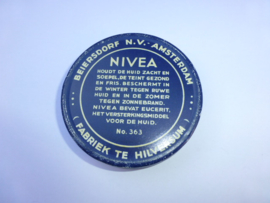 BEIERSDORF N.V. AMSTERDAM
NIVEA
HOUDT DE HUID ZACHT EN
SOEPEL, DE TEINT GEZOND
EN FRIS. BESCHERMT IN
DE WINTER TEGEN RUWE
HUID EN IN DE ZOMER
TEGEN ZONNEBRAND.
NIVEA BEVAT EUCERIT.
HET VERSTERKINGSMIDDEL
VOOR DE HUID.
No. 363
( FABRIEK TE HILVERSUM )